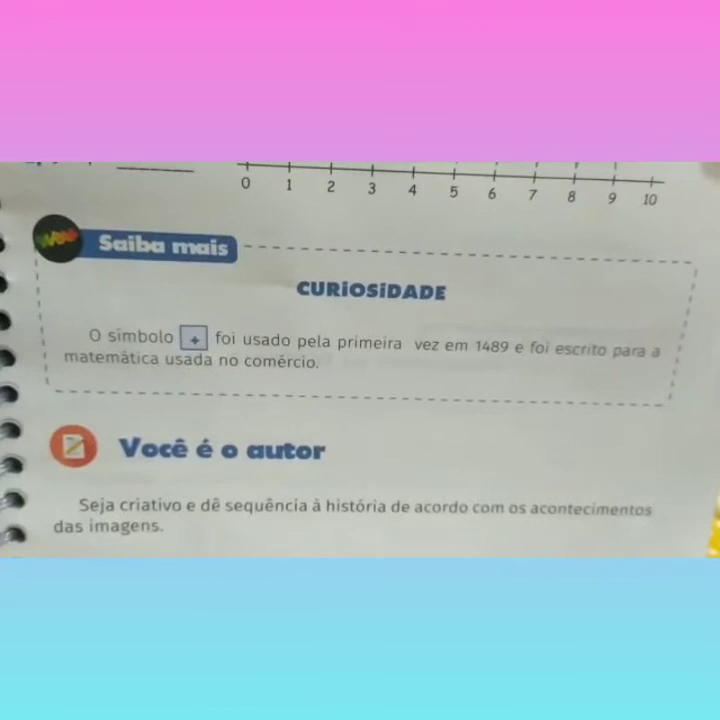 0 1 2 3 4 5 6 7 8 9 10
Saiba mais
CURIOSIDADE
O símbolo + foi usado pela primeira vez em 1489 e foi escrito para a
matemática usada no comércio.
Você é o autor
Seja criativo e dê sequência à história de acordo com os acontecimentos
das imagens.